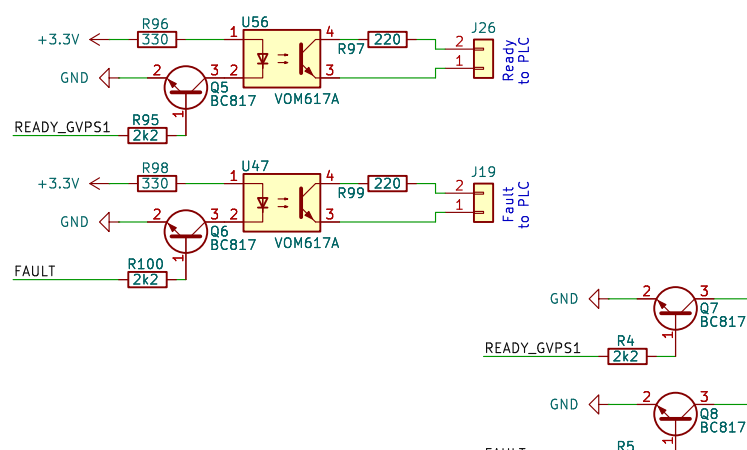 R96
U56
J26
+3.3V
330
1
4
220
2
R97
1
Ready
to PLC
GND
2
3
2
3
Q5
BC817
VOM617A
1
R95
READY_GVPS1
2k2
R98
U47
J19
+3.3V
330
1
4
220
2
R99
1
Fault
to PLC
GND
2
3
2
3
Q6
BC817
VOM617A
1
R100
FAULT
2k2
GND
2
3
Q7
BC817
1
R4
READY_GVPS1
2k2
GND
2
3
Q8
BC817
1
R5
FAULT